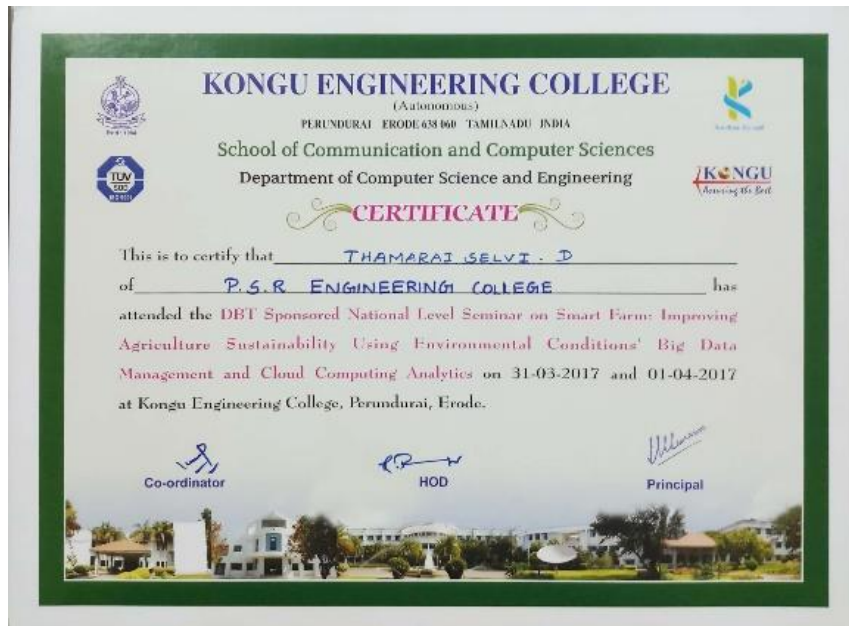 KONGU ENGINEERING COLLEGE
(Autonomous)
PERUNDURAI ERODE 638 060 TAMILNADU INDIA
School of Communication and Computer Sciences
Department of Computer Science and Engineering
TUV
SUD
KONGU
CERTIFICATE
This is to certify that THAMARAI SELVI . D
of P.S.R ENGINEERING COLLEGE has
attended the DBT Sponsored National Level Seminar on Smart Farm: Improving
Agriculture Sustainability Using Environmental Conditions' Big Data
Management and Cloud Computing Analytics on 31-03-2017 and 01-04-2017
at Kongu Engineering College, Perundurai, Erode.
Co-ordinator
HOD
Principal